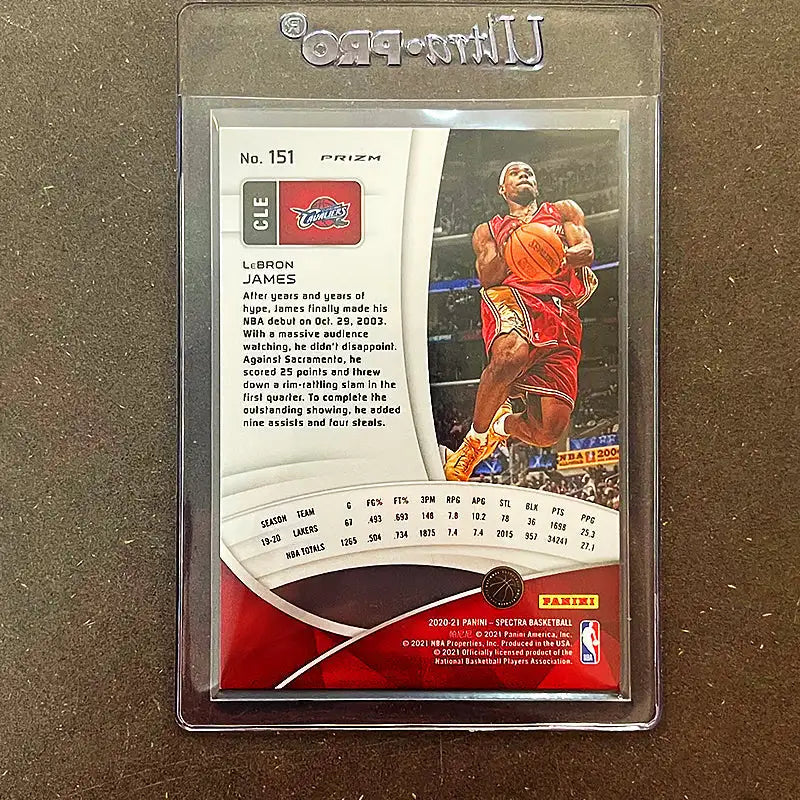 Ultra•PRO®
No. 151 PRIZM
CLE
CAVALIERS
LeBRON
JAMES
After years and years of
hype, James finally made his
NBA debut on Oct. 29, 2003.
With a massive audience
watching, he didn't disappoint.
Against Sacramento, he
scored 25 points and threw
down a rim-rattling slam in the
first quarter. To complete the
outstanding showing, he added
nine assists and four steals.
NBA 200
SEASON TEAM G FG% FT% 3PM RPG APG STL BLK PTS PPG
19-20 LAKERS 67 .493 .693 148 7.8 10.2 78 36 1698 25.3
NBA TOTALS 1265 .504 .734 1875 7.4 7.4 2015 957 34241 27.1
PANINI
2020-21 PANINI – SPECTRA BASKETBALL
帕尼尼 © 2021 Panini America, Inc.
© 2021 NBA Properties, Inc. Produced in the USA.
© 2021 Officially licensed product of the
National Basketball Players Association.
NBA